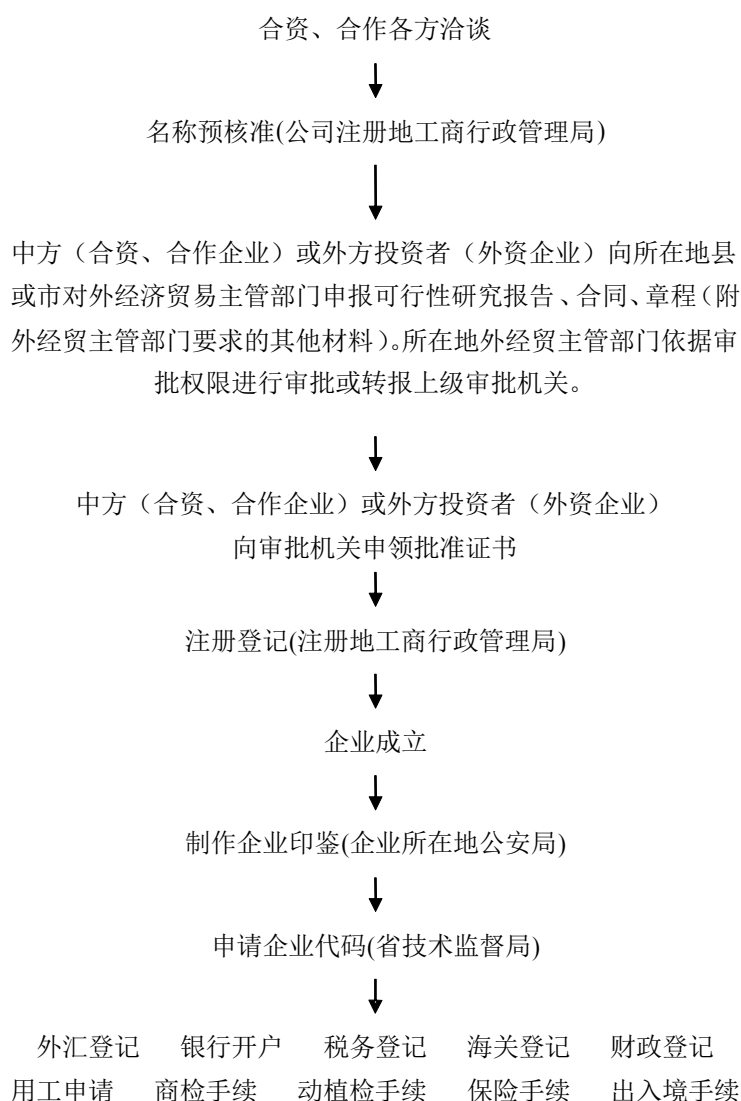 合资、合作各方洽谈
名称预核准(公司注册地工商行政管理局)
中方（合资、合作企业）或外方投资者（外资企业）向所在地县
或市对外经济贸易主管部门申报可行性研究报告、合同、章程（附
外经贸主管部门要求的其他材料）。所在地外经贸主管部门依据审
批权限进行审批或转报上级审批机关。
中方（合资、合作企业）或外方投资者（外资企业）
向审批机关申领批准证书
注册登记(注册地工商行政管理局)
企业成立
制作企业印鉴(企业所在地公安局)
申请企业代码(省技术监督局)
外汇登记 银行开户 税务登记 海关登记 财政登记
用工申请 商检手续 动植检手续 保险手续 出入境手续